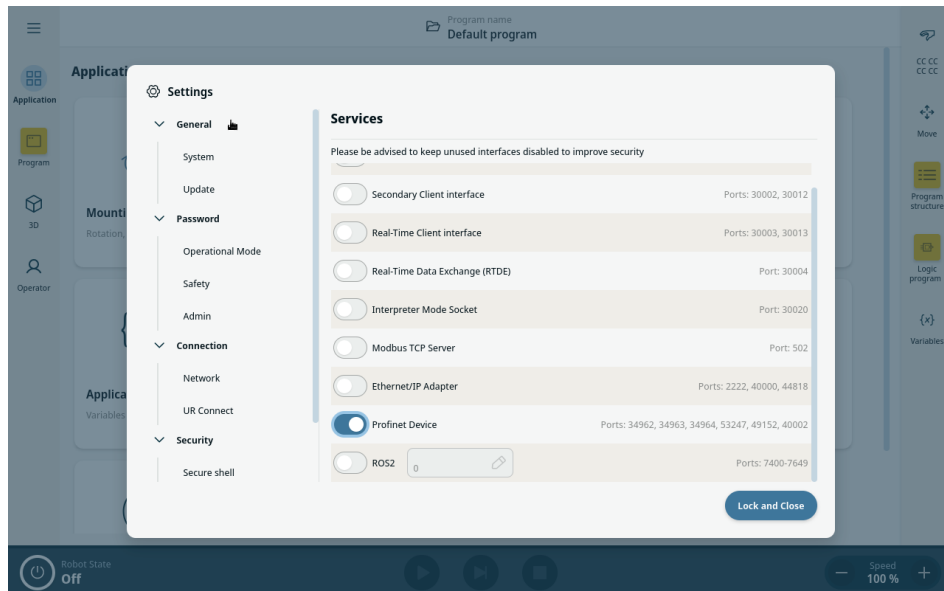 Program name
Default program
Application
Program
3D
Operator
Applicati
Mounti
Rotation,
Applica
Variables
Settings
General
System
Update
Password
Operational Mode
Safety
Admin
Connection
Network
UR Connect
Security
Secure shell
Services
Please be advised to keep unused interfaces disabled to improve security
Secondary Client interface Ports: 30002, 30012
Real-Time Client interface Ports: 30003, 30013
Real-Time Data Exchange (RTDE) Port: 30004
Interpreter Mode Socket Port: 30020
Modbus TCP Server Port: 502
Ethernet/IP Adapter Ports: 2222, 40000, 44818
Profinet Device Ports: 34962, 34963, 34964, 53247, 49152, 40002
ROS2 0 Ports: 7400-7649
Lock and Close
CC CC
CC CC
Move
Program
structure
Logic
program
{x}
Variables
Robot State
Off
Speed
100 %